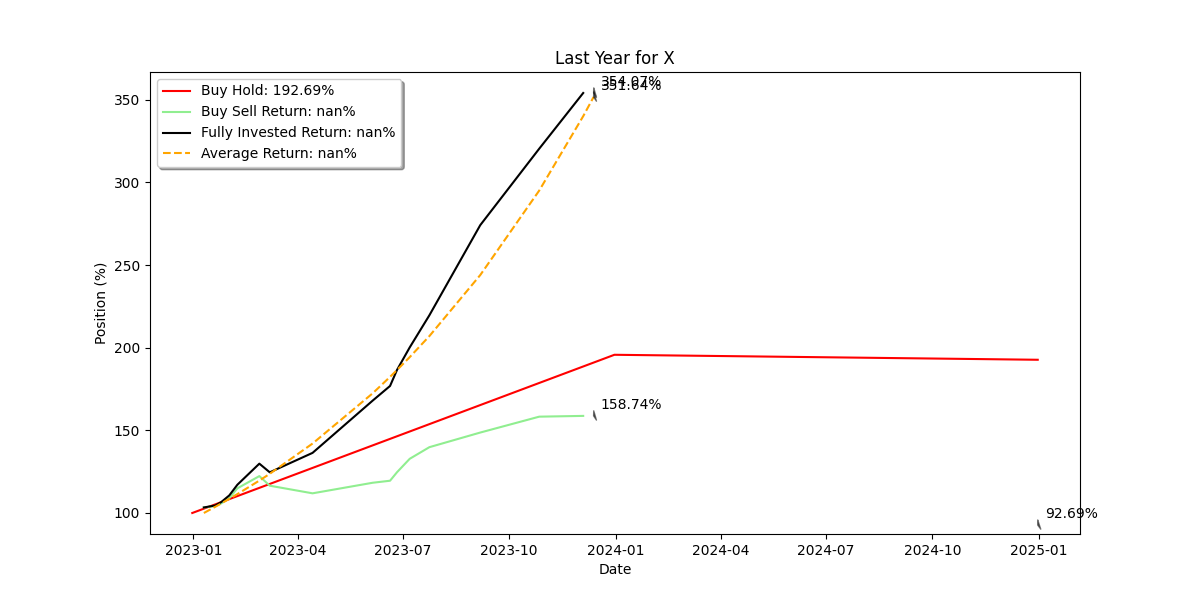 Last Year for X
354.07%
351.64%
Buy Hold: 192.69%
Buy Sell Return: nan%
Fully Invested Return: nan%
Average Return: nan%
350
300
250
200
150
100
Position (%)
158.74%
92.69%
2023-01 2023-04 2023-07 2023-10 2024-01 2024-04 2024-07 2024-10 2025-01
Date